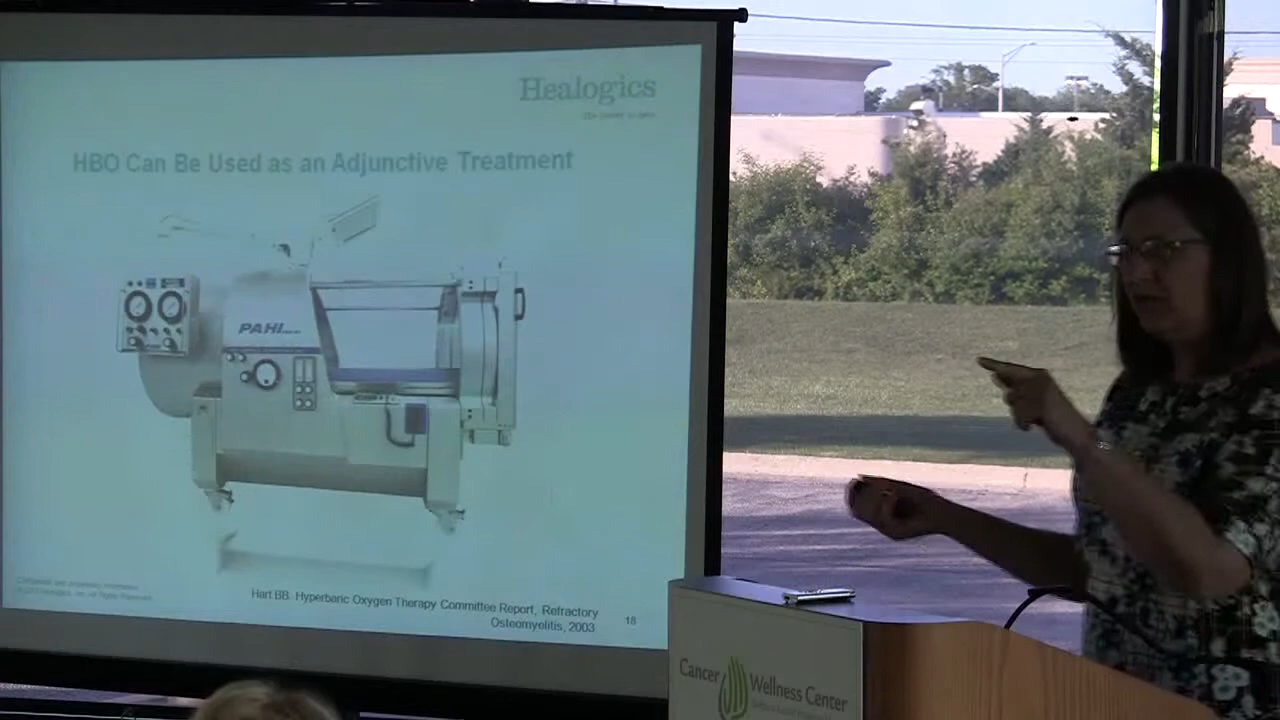 Healogics
HBO Can Be Used as an Adjunctive Treatment
PAHI
Hart BB. Hyperbaric Oxygen Therapy Committee Report, Refractory
Osteomyelitis, 2003
18
Cancer Wellness Center